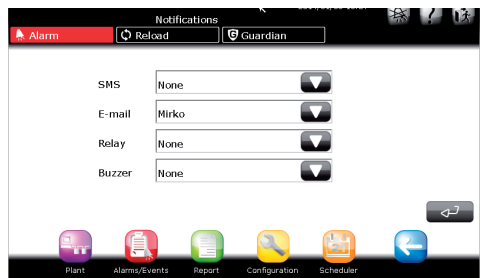 Notifications
Alarm
Reload
Guardian
SMS
None
E-mail
Mirko
Relay
None
Buzzer
None
Plant
Alarms/Events
Report
Configuration
Scheduler